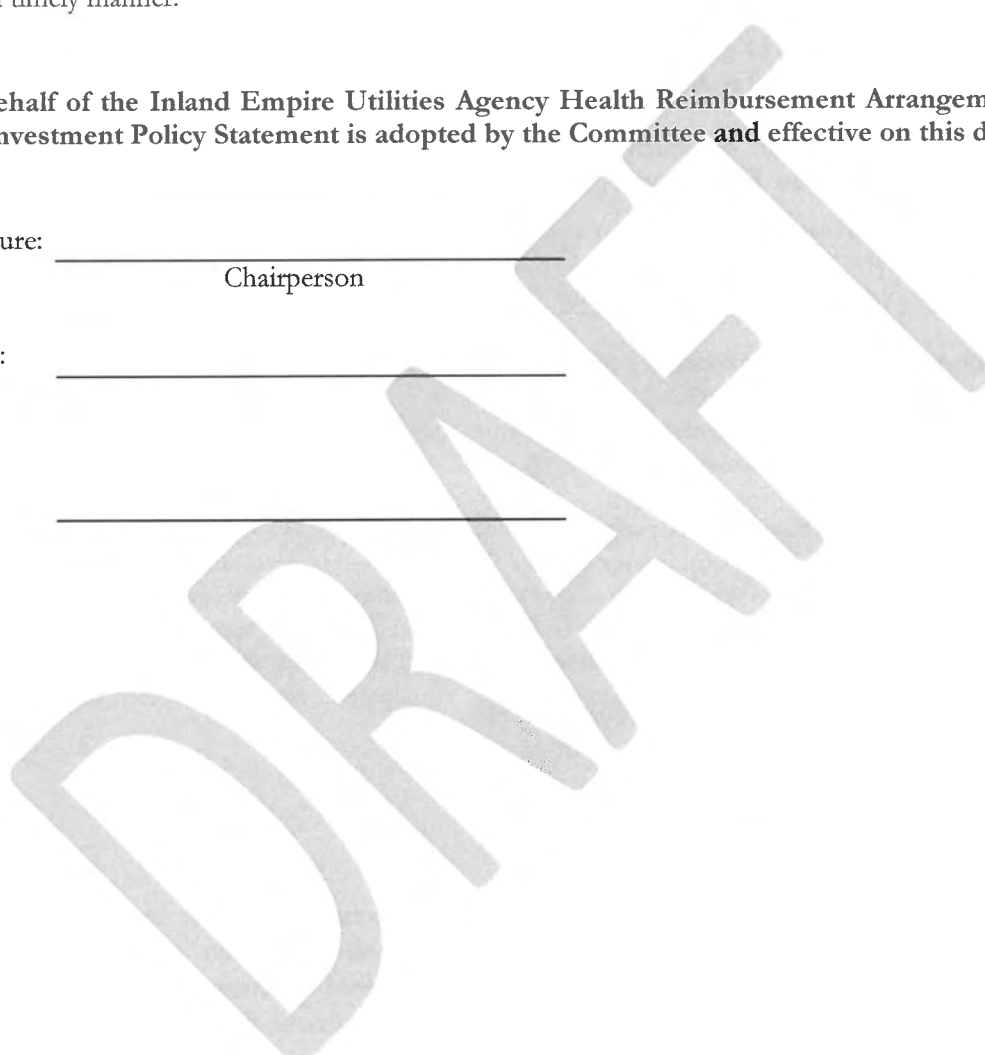 timely manner.
ehalf of the Inland Empire Utilities Agency Health Reimbursement Arrangem
nvestment Policy Statement is adopted by the Committee and effective on this d
ure:
Chairperson
:
DRAFT